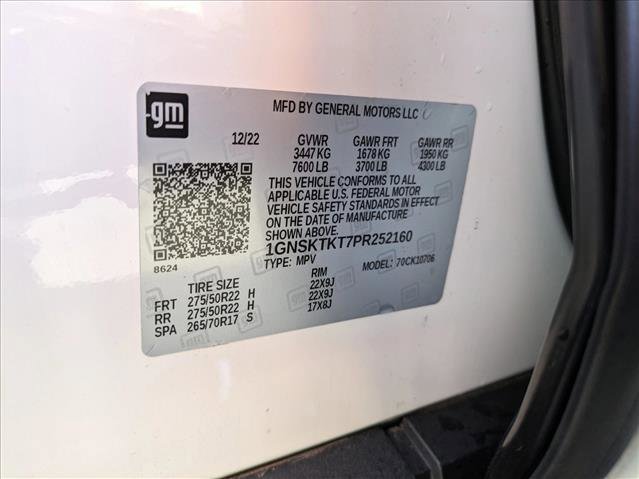 gm
MFD BY GENERAL MOTORS LLC
12/22 GVWR GAWR FRT GAWR RR
3447 KG 1678 KG 1950 KG
7600 LB 3700 LB 4300 LB
THIS VEHICLE CONFORMS TO ALL
APPLICABLE U.S. FEDERAL MOTOR
VEHICLE SAFETY STANDARDS IN EFFECT
ON THE DATE OF MANUFACTURE
1GNSKTKT7PR252160
TYPE: MPV MODEL: 70CK10706
8624
TIRE SIZE RIM
FRT 275/50R22 H 22X9J
RR 275/50R22 H 22X9J
SPA 265/70R17 S 17X8J